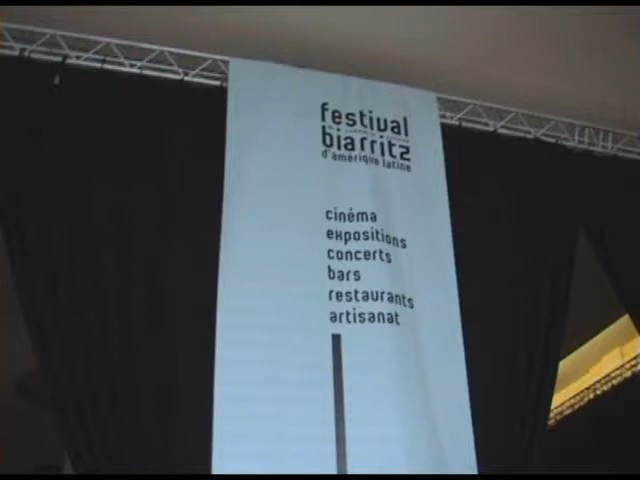 festival
biarritz
d'amérique latine
cinéma
expositions
concerts
bars
restaurants
artisanat